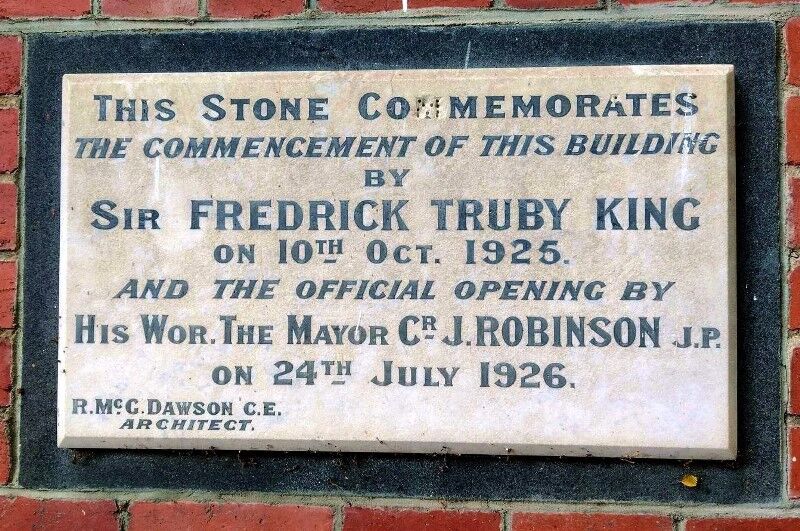 This Stone Commemorates
THE COMMENCEMENT OF THIS BUILDING
BY
Sir FREDRICK TRUBY KING
ON 10TH Oct. 1925.
AND THE OFFICIAL OPENING BY
His Wor. The Mayor Cr J. ROBINSON J.P.
ON 24TH July 1926.
R. McG. DAWSON C.E.
ARCHITECT.